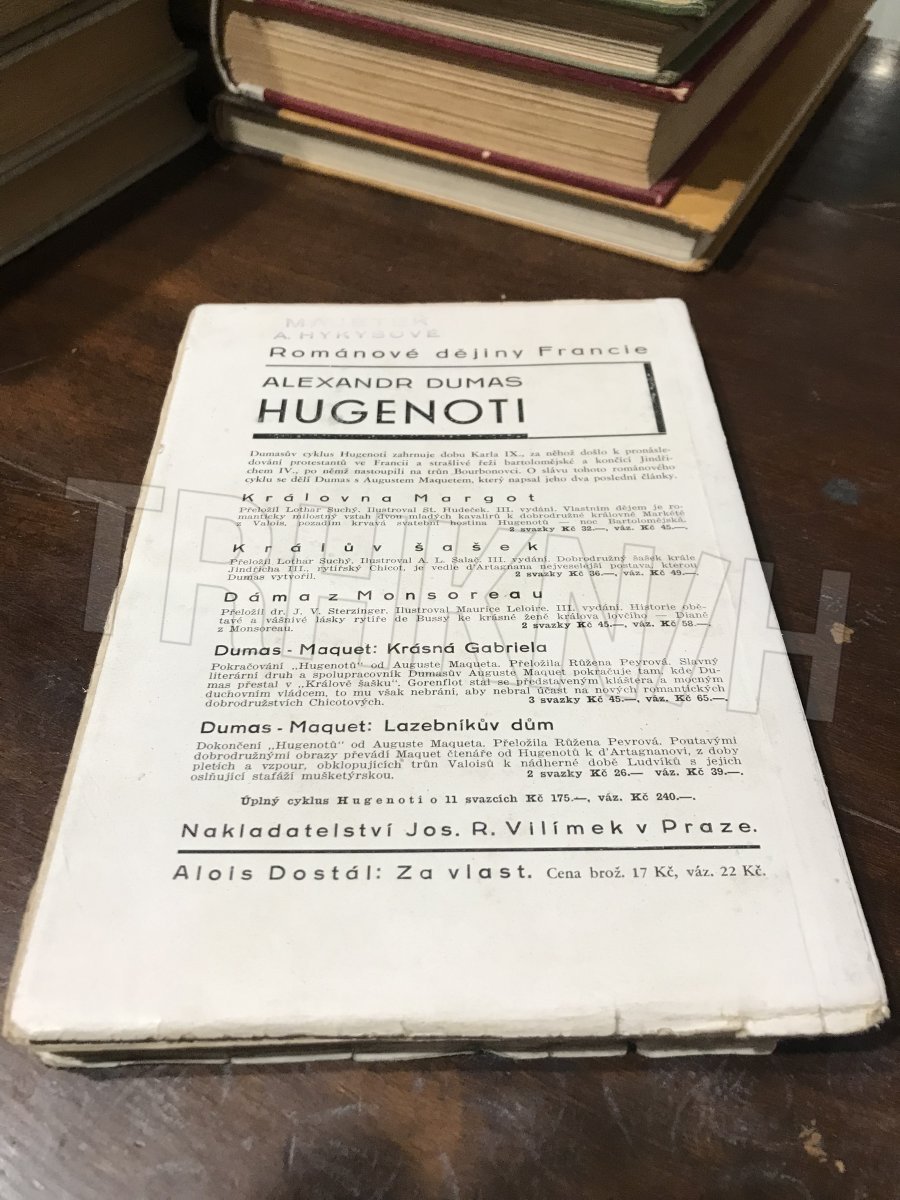 MAJETEK
A. HYKYŠOVÉ
Románové dějiny Francie
ALEXANDR DUMAS
HUGENOTI
Dumasův cyklus Hugenoti zahrnuje dobu Karla IX., za něhož došlo k pronásle-
dování protestantů ve Francii a strašlivé řeži bartolomějské a končící Jindři-
chem IV., po němž nastoupili na trůn Bourbonovci. O slávu tohoto románového
cyklu se dělí Dumas s Augustem Maquetem, který napsal jeho dva poslední články.
Královna Margot
Přeložil Lothar Suchý. Ilustroval St. Hudeček. III. vydání. Vlastním dějem je ro-
manticky milostný vztah dvou mladých kavalírů k dobrodružné královně Markétě
z Valois, pozadím krvavá svatební hostina Hugenotů — noc Bartolomějská.
2 svazky Kč 32.—, váz. Kč 45.—.
Králův šašek
Přeložil Lothar Suchý. Ilustroval A. L. Salač. III. vydání. Dobrodružný šašek krále
Jindřicha III., rytířský Chicot, je vedle d'Artagnana nejveselejší postava, kterou
Dumas vytvořil. 2 svazky Kč 36.—, váz. Kč 49.—.
Dáma z Monsoreau
Přeložil dr. J. V. Sterzinger. Ilustroval Maurice Leloire. III. vydání. Historie obě-
tavé a vášnivé lásky rytíře de Bussy ke krásné ženě králova lovčího — Dianě
z Monsoreau. 2 svazky Kč 45.—, váz. Kč 58.—.
Dumas - Maquet: Krásná Gabriela
Pokračování „Hugenotů" od Auguste Maqueta. Přeložila Růžena Peyrová. Slavný
literární druh a spolupracovník Dumasův Auguste Maquet pokračuje tam, kde Du-
mas přestal v „Králově šašku". Gorenflot stal se představeným kláštera a mocným
duchovním vládcem, to mu však nebrání, aby nebral účast na nových romantických
dobrodružstvích Chicotových. 3 svazky Kč 45.—, váz. Kč 65.—.
Dumas - Maquet: Lazebníkův dům
Dokončení „Hugenotů" od Auguste Maqueta. Přeložila Růžena Peyrová. Poutavými
dobrodružnými obrazy převádí Maquet čtenáře od Hugenotů k d'Artagnanovi, z doby
pletich a vzpour, obklopujících trůn Valoisů k nádherné době Ludvíků s jejich
oslňující stafáží mušketýrskou. 2 svazky Kč 26.— váz. Kč 39.—.
Úplný cyklus Hugenoti o 11 svazcích Kč 175.—, váz. Kč 240.—.
Nakladatelství Jos. R. Vilímek v Praze.
Alois Dostál: Za vlast. Cena brož. 17 Kč, váz. 22 Kč.
TRHKNIH